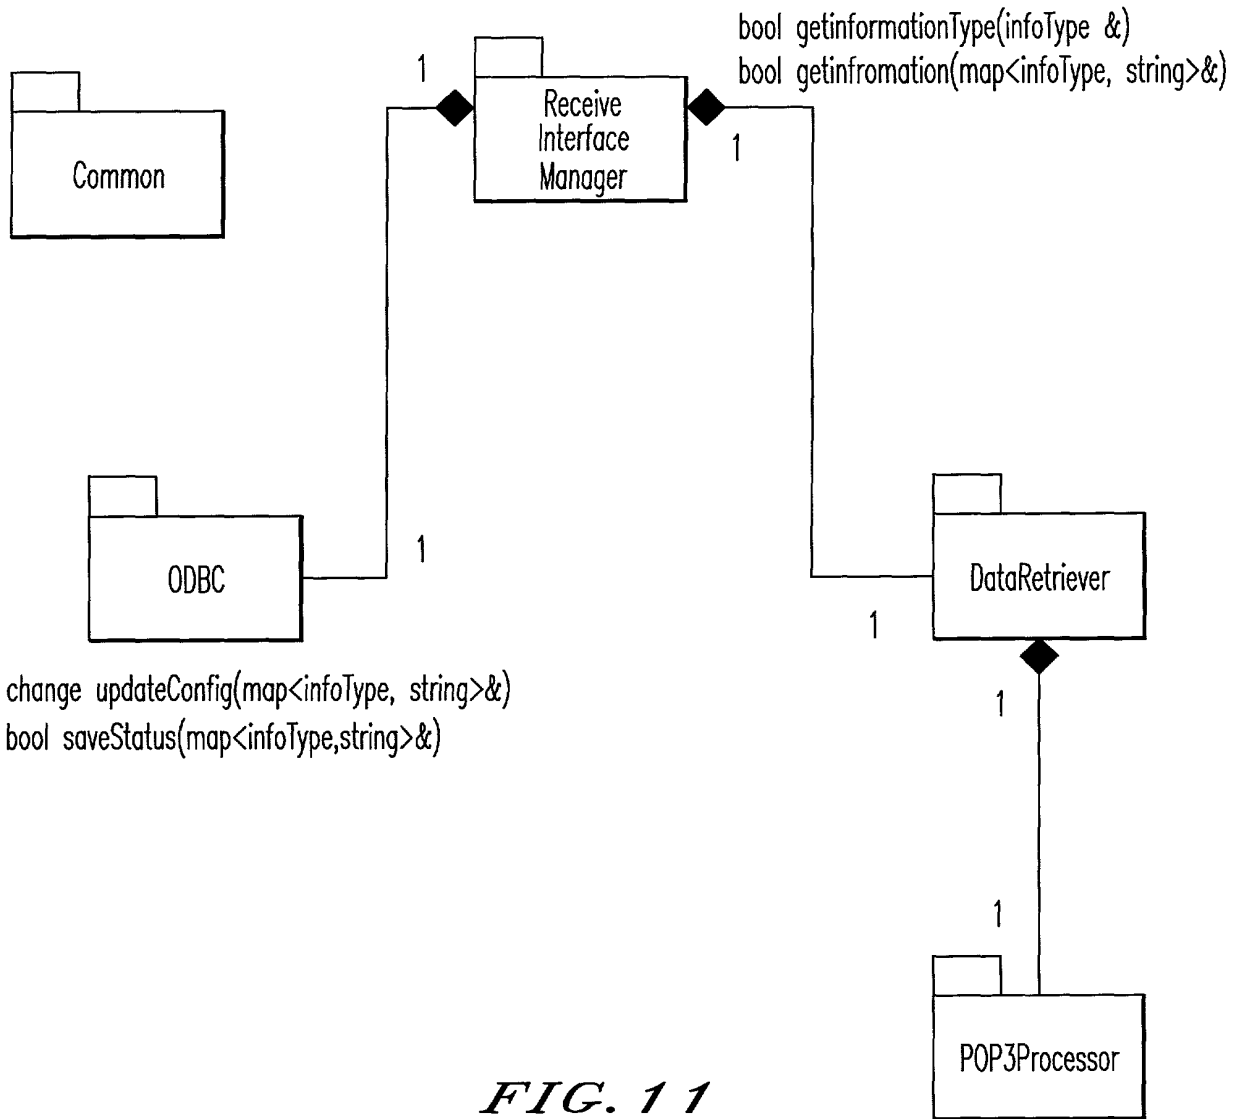 bool getinformationType(infoType &)
bool getinfromation(map<infoType, string>&)
1
Receive
Interface
Manager
1
Common
ODBC
1
change updateConfig(map<infoType, string>&)
bool saveStatus(map<infoType,string>&)
DataRetriever
1
1
1
POP3Processor
FIG. 11